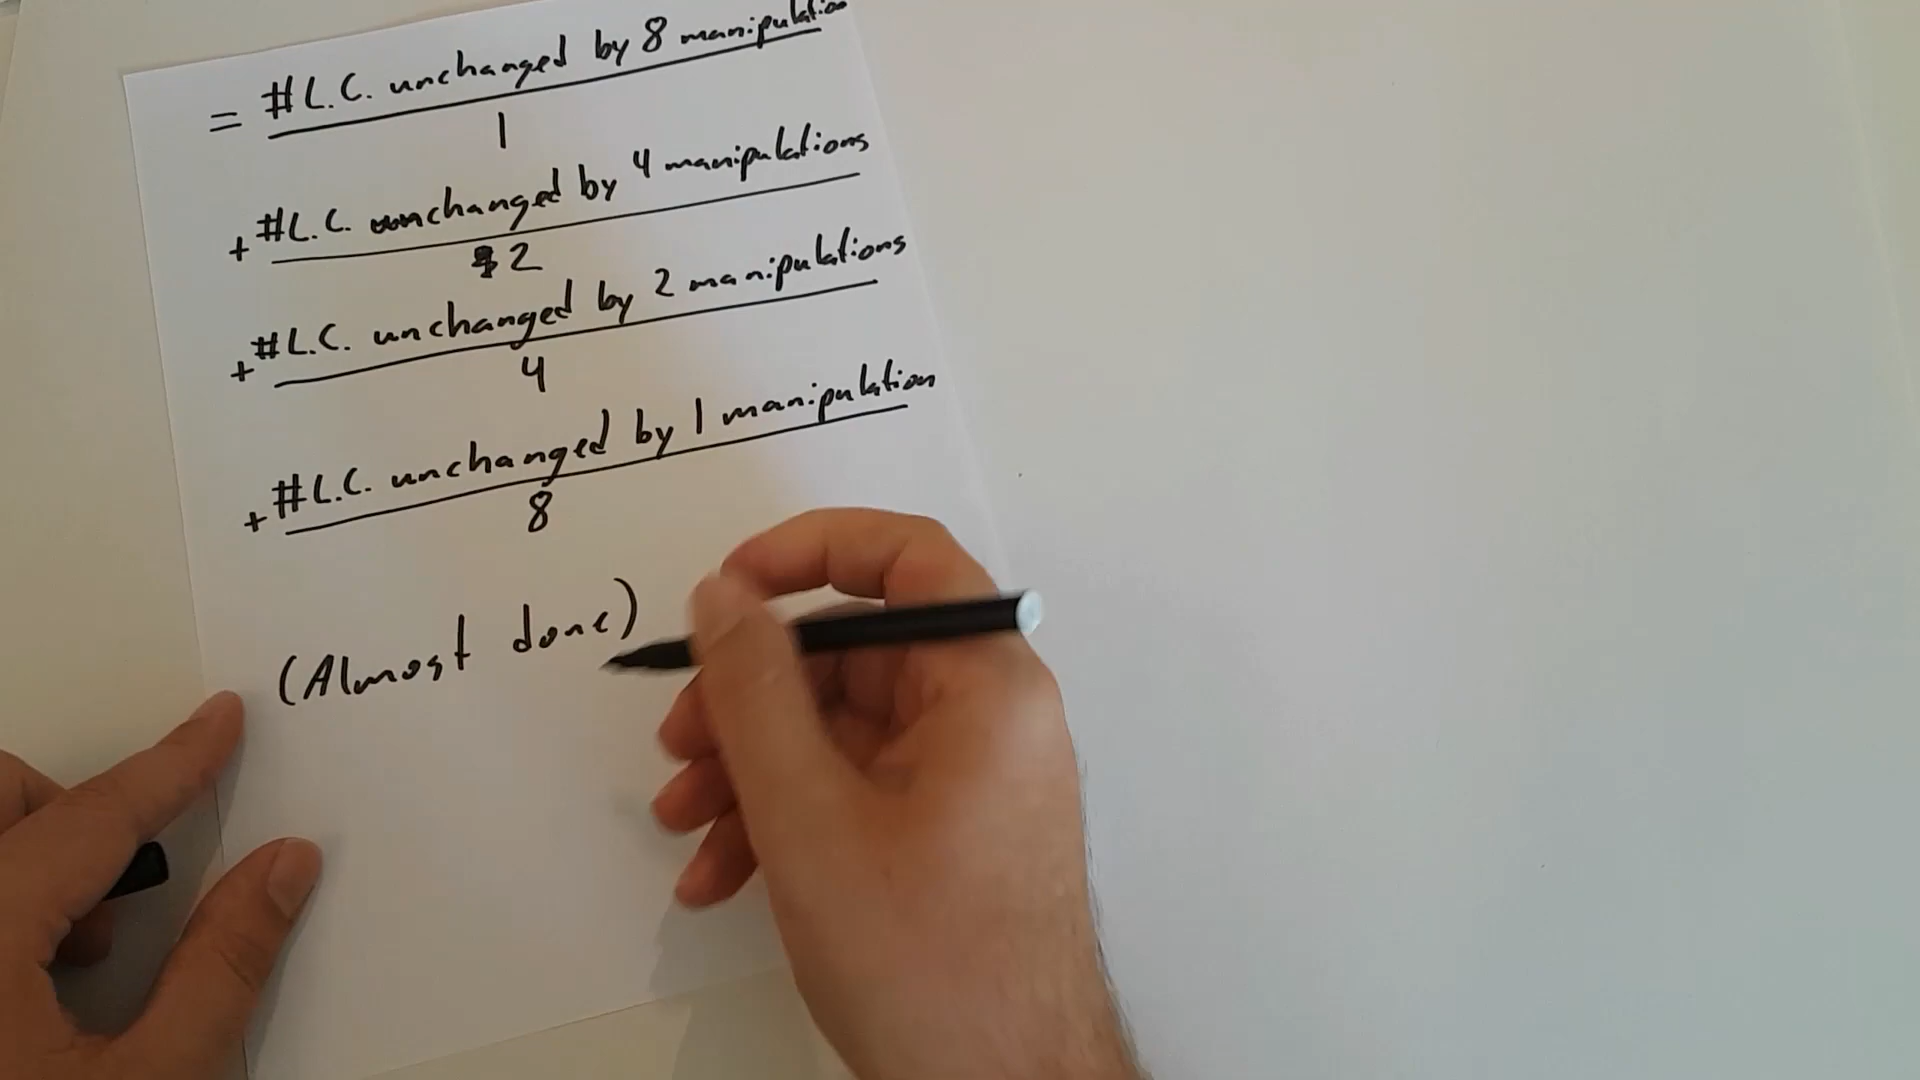 = #L.C. unchanged by 8 manipulation
1
+ #L.C. unchanged by 4 manipulations
2
+ #L.C. unchanged by 2 manipulations
4
+ #L.C. unchanged by 1 manipulation
8
(Almost done)